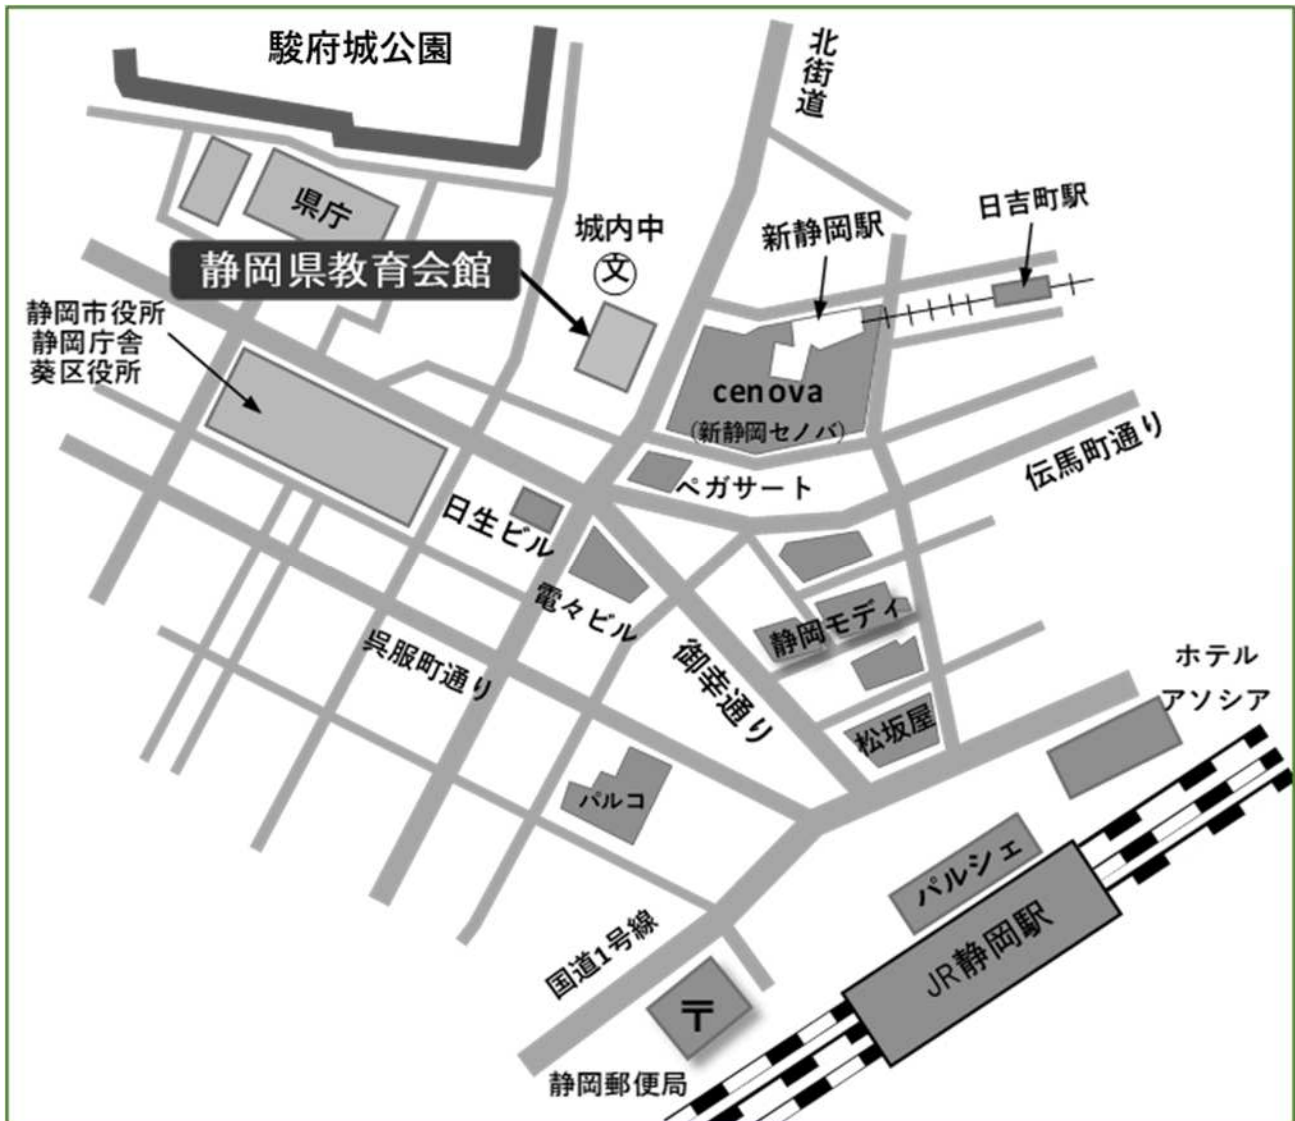 駿府城公園
北街道
県庁
城内中
文
新静岡駅
日吉町駅
静岡県教育会館
静岡市役所
静岡庁舎
葵区役所
cenova
(新静岡セノバ)
ペガサート
伝馬町通り
日生ビル
電々ビル
静岡モディ
呉服町通り
御幸通り
松坂屋
ホテル
アソシア
パルコ
パルシェ
JR静岡駅
国道1号線
〒
静岡郵便局